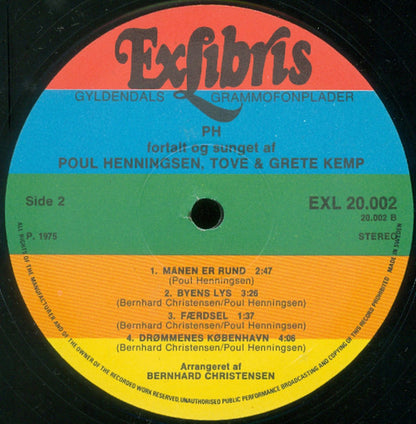 ExLibris
GYLDENDALS GRAMMOFONPLADER
PH
fortalt og sunget af
POUL HENNINGSEN, TOVE & GRETE KEMP
Side 2
EXL 20.002
20.002 B
P. 1975
STEREO
1. MÅNEN ER RUND 2:47
(Poul Henningsen)
2. BYENS LYS 3:26
(Bernhard Christensen/Poul Henningsen)
3. FÆRDSEL 1:37
(Bernhard Christensen/Poul Henningsen)
4. DRØMMENES KØBENHAVN 4:06
(Bernhard Christensen/Poul Henningsen)
Arrangeret af
BERNHARD CHRISTENSEN
ALL RIGHTS OF THE MANUFACTURER AND OF THE OWNER OF THE RECORDED WORK RESERVED. UNAUTHORISED PUBLIC PERFORMANCE BROADCASTING AND COPYING OF THIS RECORD PROHIBITED. MADE IN SWEDEN